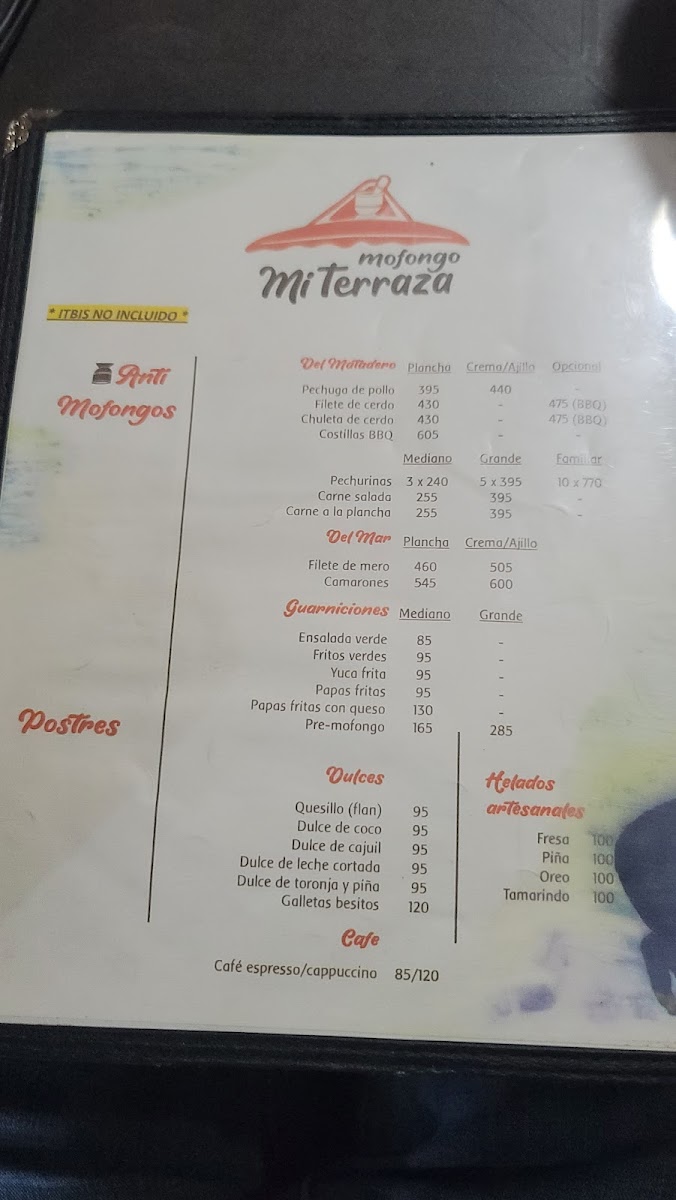 mofongo
Mi Terraza
* ITBIS NO INCLUIDO *
Anti
Mofongos
Del Matadero Plancha Crema/Ajillo Opcional
Pechuga de pollo 395 440 -
Filete de cerdo 430 - 475 (BBQ)
Chuleta de cerdo 430 - 475 (BBQ)
Costillas BBQ 605 - -
Mediano Grande Familiar
Pechurinas 3 x 240 5 x 395 10 x 770
Carne salada 255 395 -
Carne a la plancha 255 395 -
Del Mar Plancha Crema/Ajillo
Filete de mero 460 505
Camarones 545 600
Guarniciones Mediano Grande
Ensalada verde 85 -
Fritos verdes 95 -
Yuca frita 95 -
Papas fritas 95 -
Papas fritas con queso 130 -
Pre-mofongo 165 285
Postres
Dulces
Quesillo (flan) 95
Dulce de coco 95
Dulce de cajuil 95
Dulce de leche cortada 95
Dulce de toronja y piña 95
Galletas besitos 120
Helados
artesanales
Fresa 100
Piña 100
Oreo 100
Tamarindo 100
Cafe
Café espresso/cappuccino 85/120